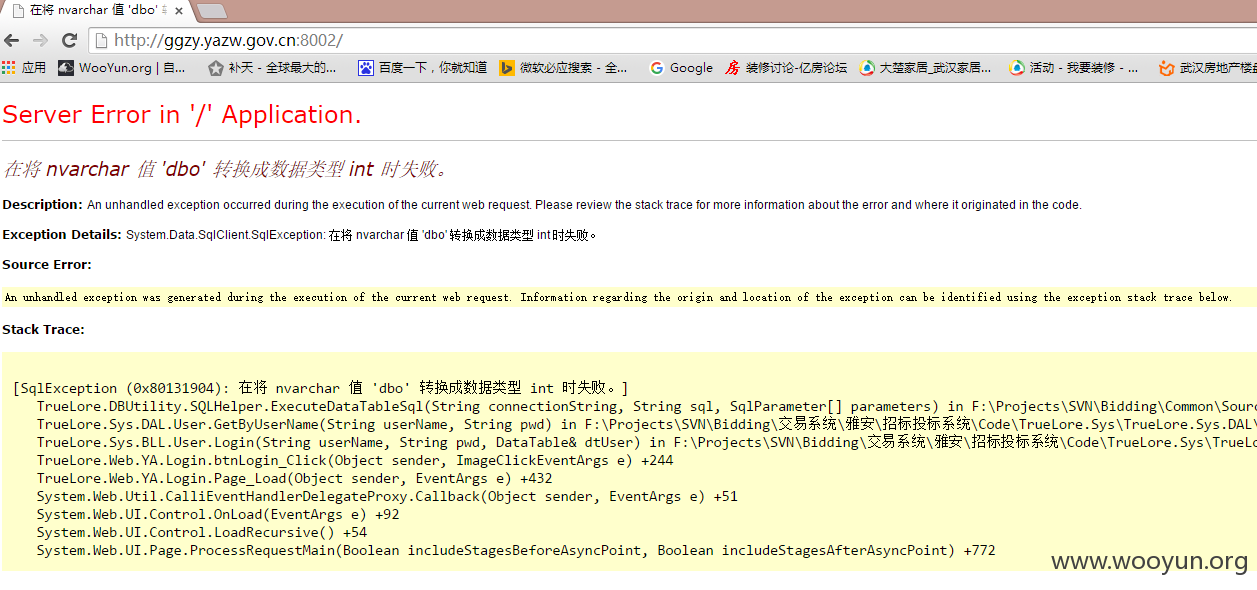 在将 nvarchar 值 'dbo'
http://ggzy.yazw.gov.cn:8002/
应用 WooYun.org | 自... 补天 - 全球最大的... 百度一下，你就知道 微软必应搜索 - 全... Google 装修讨论-亿房论坛 大楚家居_武汉家居... 活动 - 我要装修 - ... 武汉房地产楼盘
Server Error in '/' Application.
在将 nvarchar 值 'dbo' 转换成数据类型 int 时失败。
Description: An unhandled exception occurred during the execution of the current web request. Please review the stack trace for more information about the error and where it originated in the code.
Exception Details: System.Data.SqlClient.SqlException: 在将 nvarchar 值 'dbo' 转换成数据类型 int 时失败。
Source Error:
An unhandled exception was generated during the execution of the current web request. Information regarding the origin and location of the exception can be identified using the exception stack trace below.
Stack Trace:
[SqlException (0x80131904): 在将 nvarchar 值 'dbo' 转换成数据类型 int 时失败。]
TrueLore.DBUtility.SQLHelper.ExecuteDataTableSql(String connectionString, String sql, SqlParameter[] parameters) in F:\Projects\SVN\Bidding\Common\Sour
TrueLore.Sys.DAL.User.GetByUserName(String userName, String pwd) in F:\Projects\SVN\Bidding\交易系统\雅安\招标投标系统\Code\TrueLore.Sys\TrueLore.Sys.DAL\
TrueLore.Sys.BLL.User.Login(String userName, String pwd, DataTable& dtUser) in F:\Projects\SVN\Bidding\交易系统\雅安\招标投标系统\Code\TrueLore.Sys\TrueLo
TrueLore.Web.YA.Login.btnLogin_Click(Object sender, ImageClickEventArgs e) +244
TrueLore.Web.YA.Login.Page_Load(Object sender, EventArgs e) +432
System.Web.Util.CalliEventHandlerDelegateProxy.Callback(Object sender, EventArgs e) +51
System.Web.UI.Control.OnLoad(EventArgs e) +92
System.Web.UI.Control.LoadRecursive() +54
System.Web.UI.Page.ProcessRequestMain(Boolean includeStagesBeforeAsyncPoint, Boolean includeStagesAfterAsyncPoint) +772
www.wooyun.org